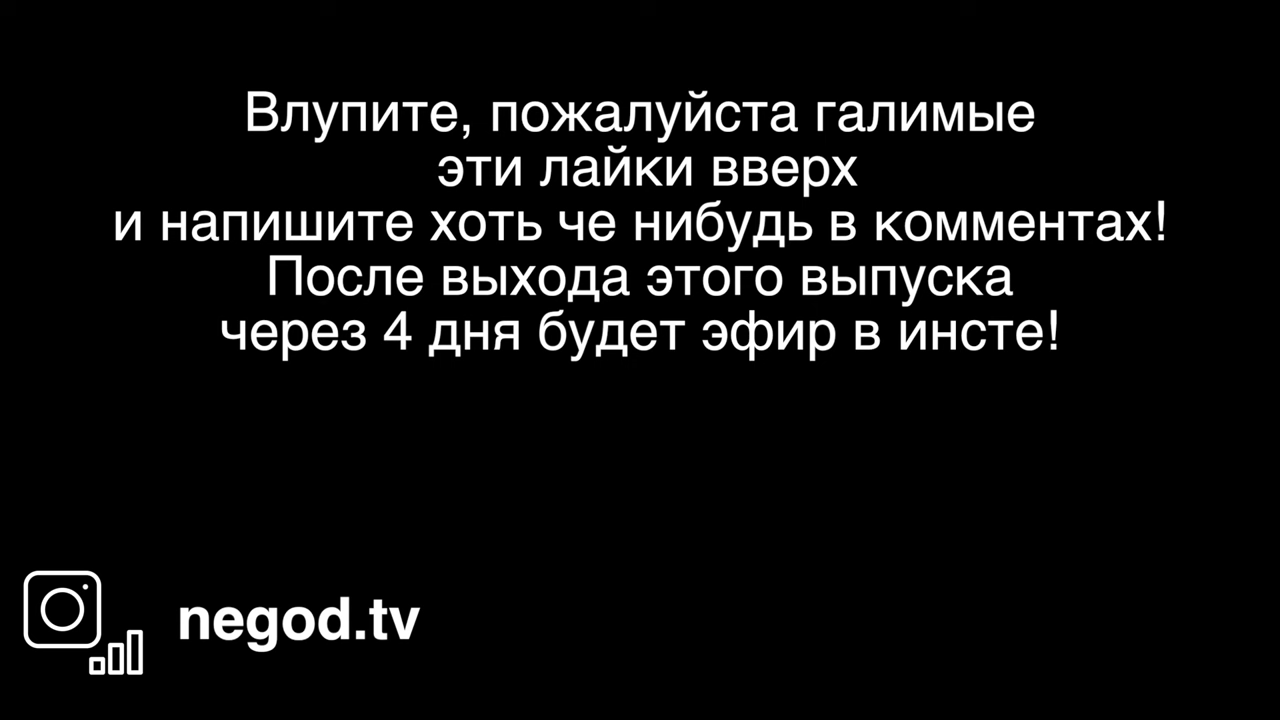 Влупите, пожалуйста галимые
эти лайки вверх
и напишите хоть че нибудь в комментах!
После выхода этого выпуска
через 4 дня будет эфир в инсте!
negod.tv